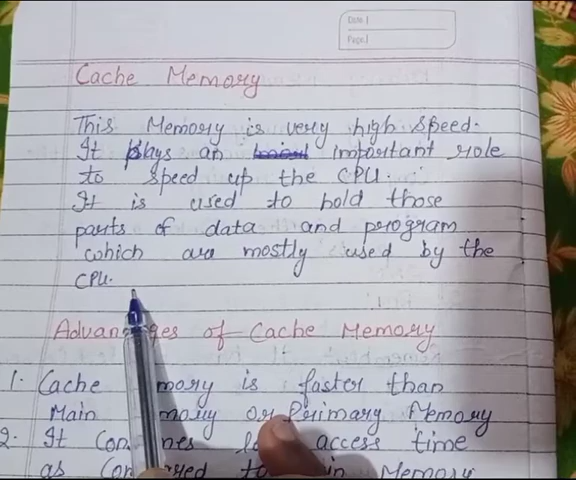 Date
Page
Cache Memory
This Memory is very high speed.
It plays an important role
to speed up the CPU.
It is used to hold those
parts of data and program
which are mostly used by the
CPU.
of Cache Memory
1. Cache is faster than
Main or Primary Memory
2. It access time
as to Memory